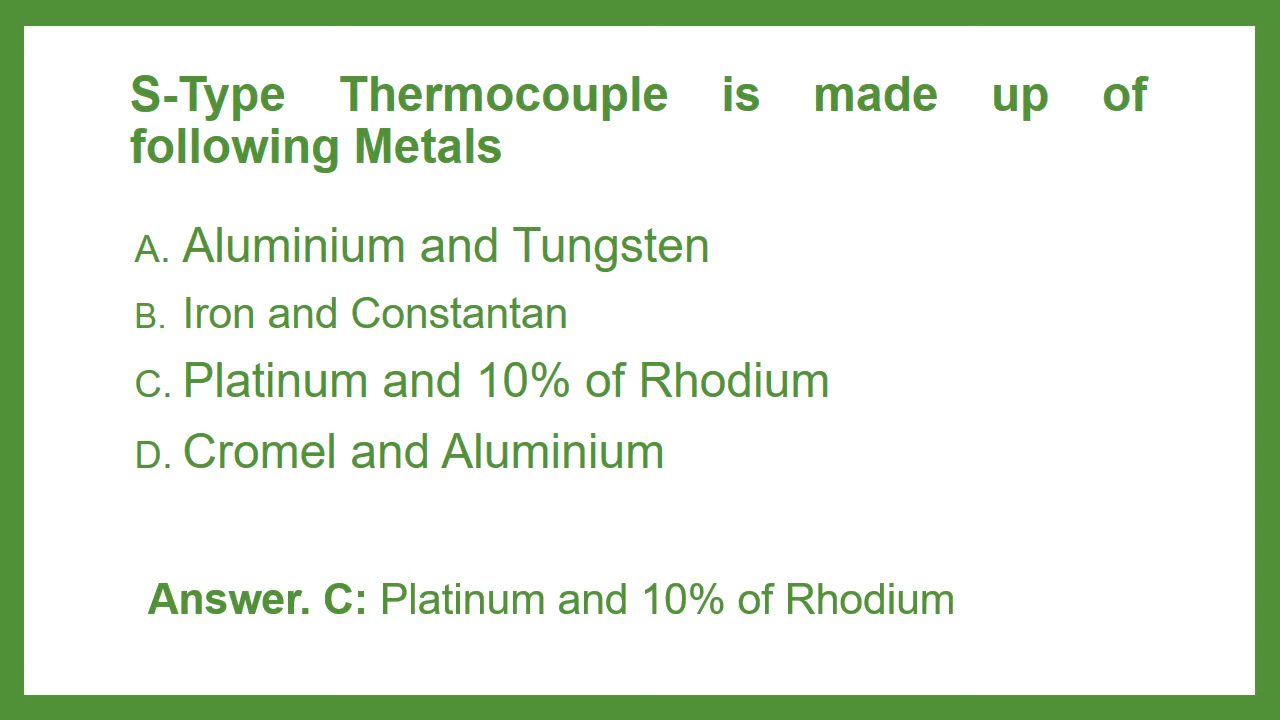 S-Type Thermocouple is made up of
following Metals
A. Aluminium and Tungsten
B. Iron and Constantan
C. Platinum and 10% of Rhodium
D. Cromel and Aluminium
Answer. C: Platinum and 10% of Rhodium